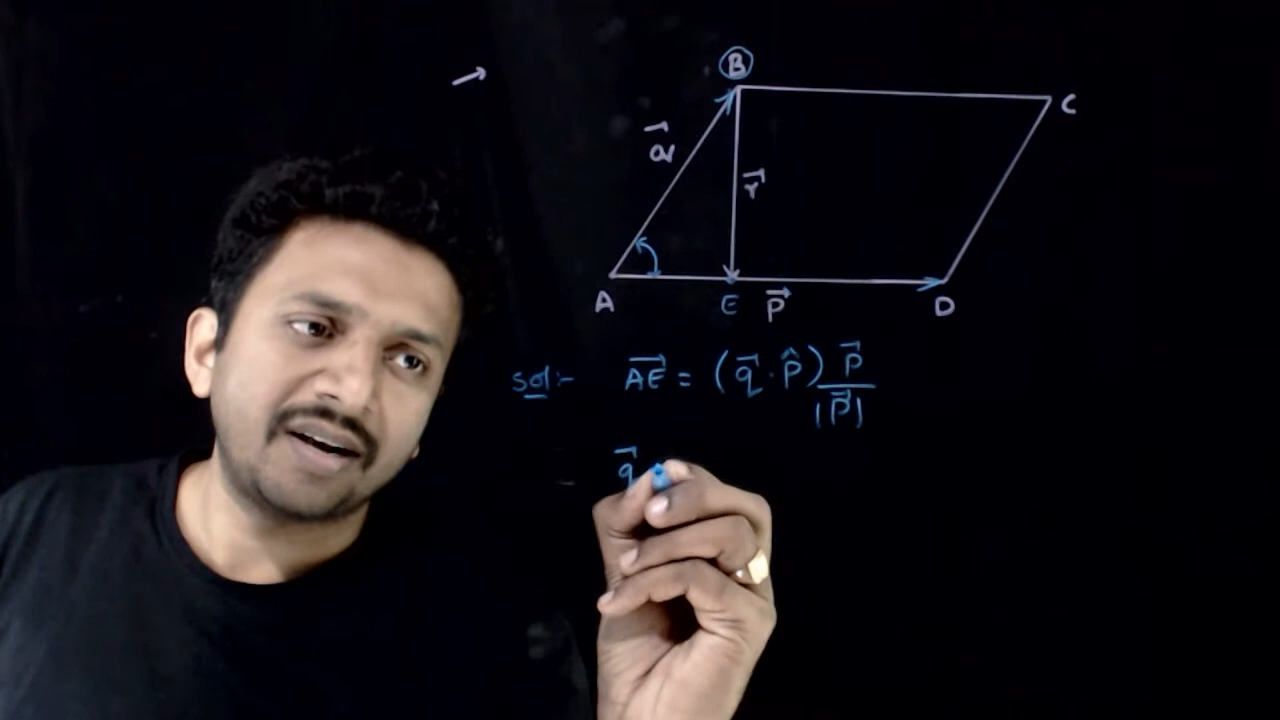 B
C
q⃗
r⃗
A E p⃗ D
Sol:- AE⃗ = (q⃗ · p̂) p⃗ / |p⃗|
q⃗